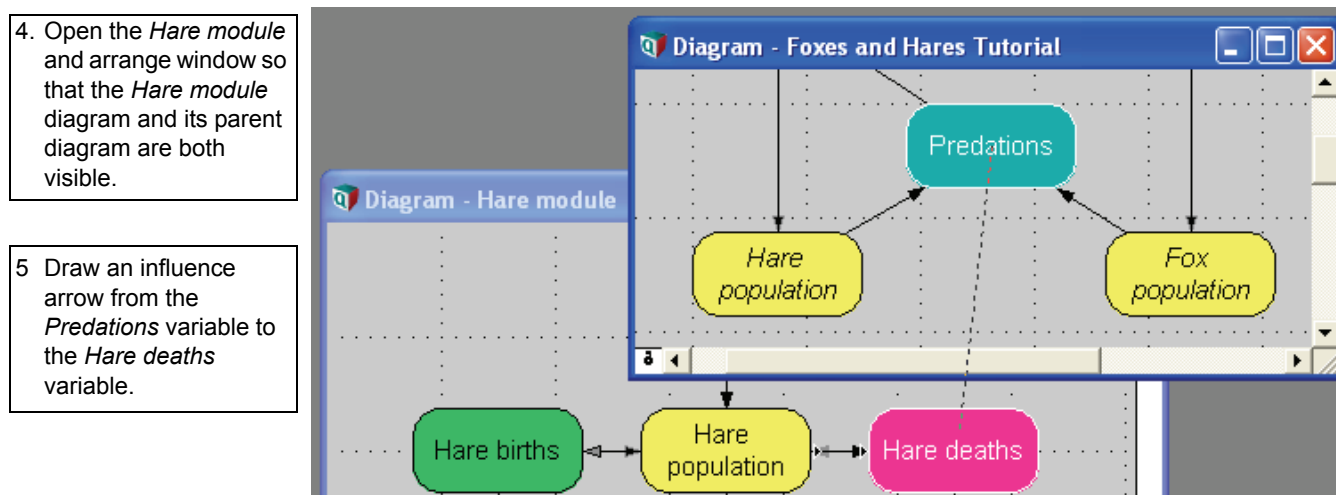 4. Open the Hare module
and arrange window so
that the Hare module
diagram and its parent
diagram are both
visible.
5 Draw an influence
arrow from the
Predations variable to
the Hare deaths
variable.
Diagram - Foxes and Hares Tutorial
Predations
Hare
population
Fox
population
Diagram - Hare module
Hare births
Hare
population
Hare deaths